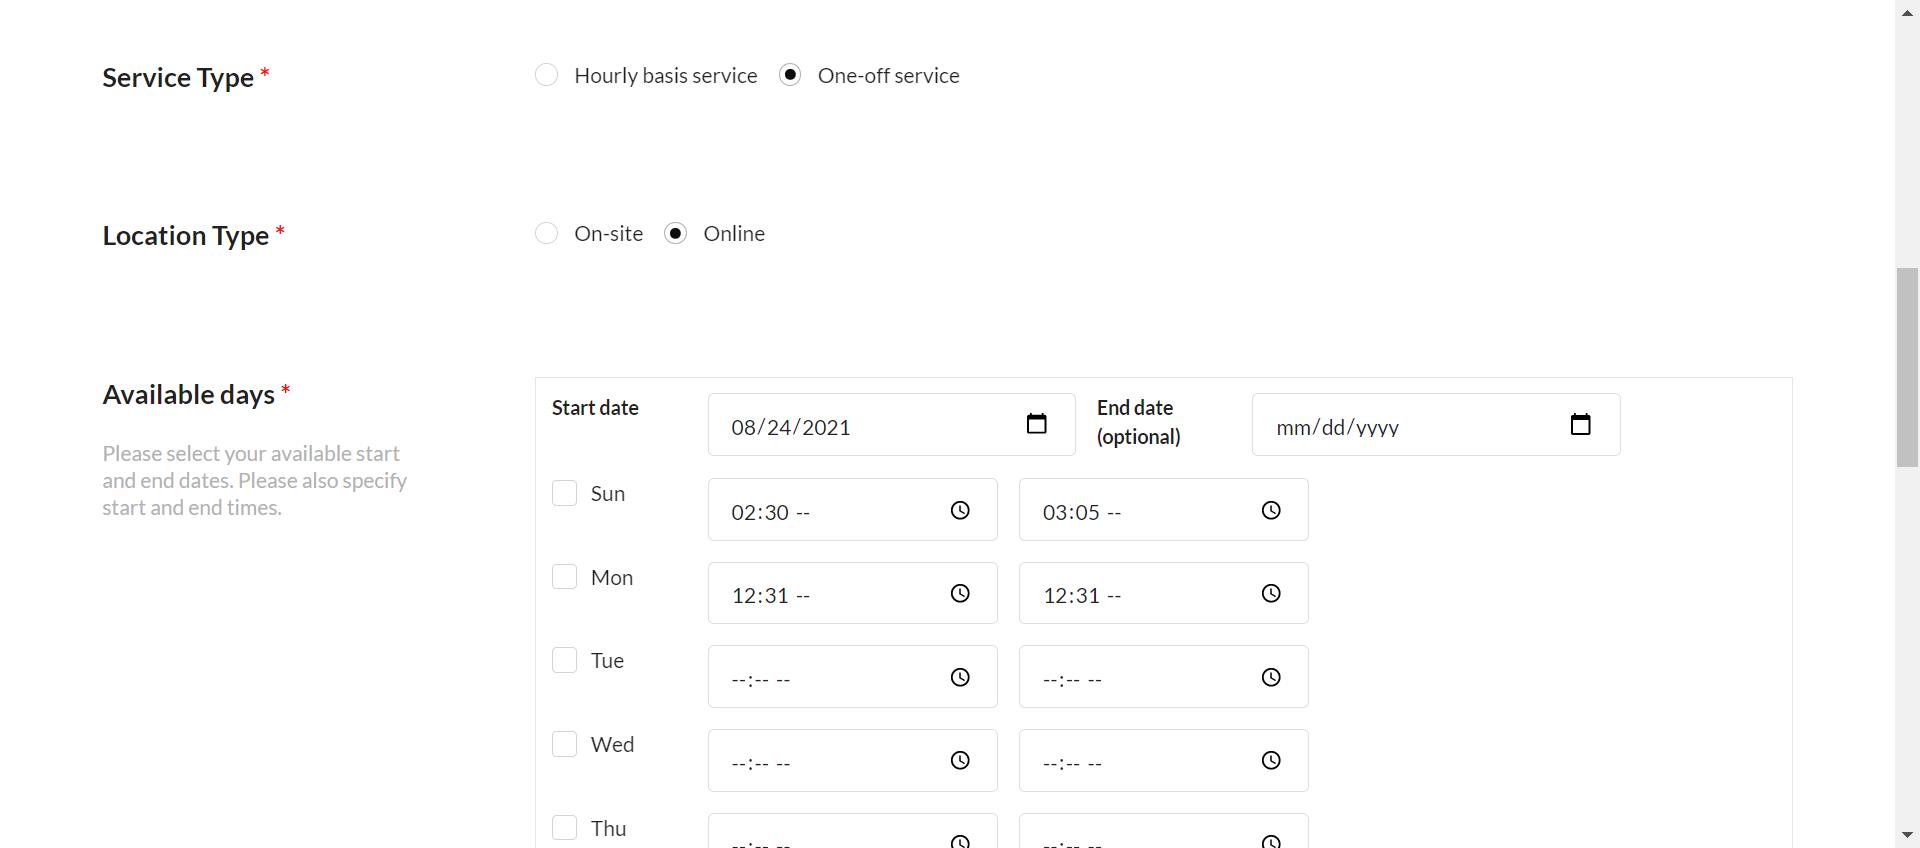 Service Type *
Hourly basis service One-off service
Location Type *
On-site Online
Available days *
Please select your available start
and end dates. Please also specify
start and end times.
Start date 08/24/2021 End date
(optional) mm/dd/yyyy
Sun 02:30 -- 03:05 --
Mon 12:31 -- 12:31 --
Tue --:-- -- --:-- --
Wed --:-- -- --:-- --
Thu --:-- -- --:-- --